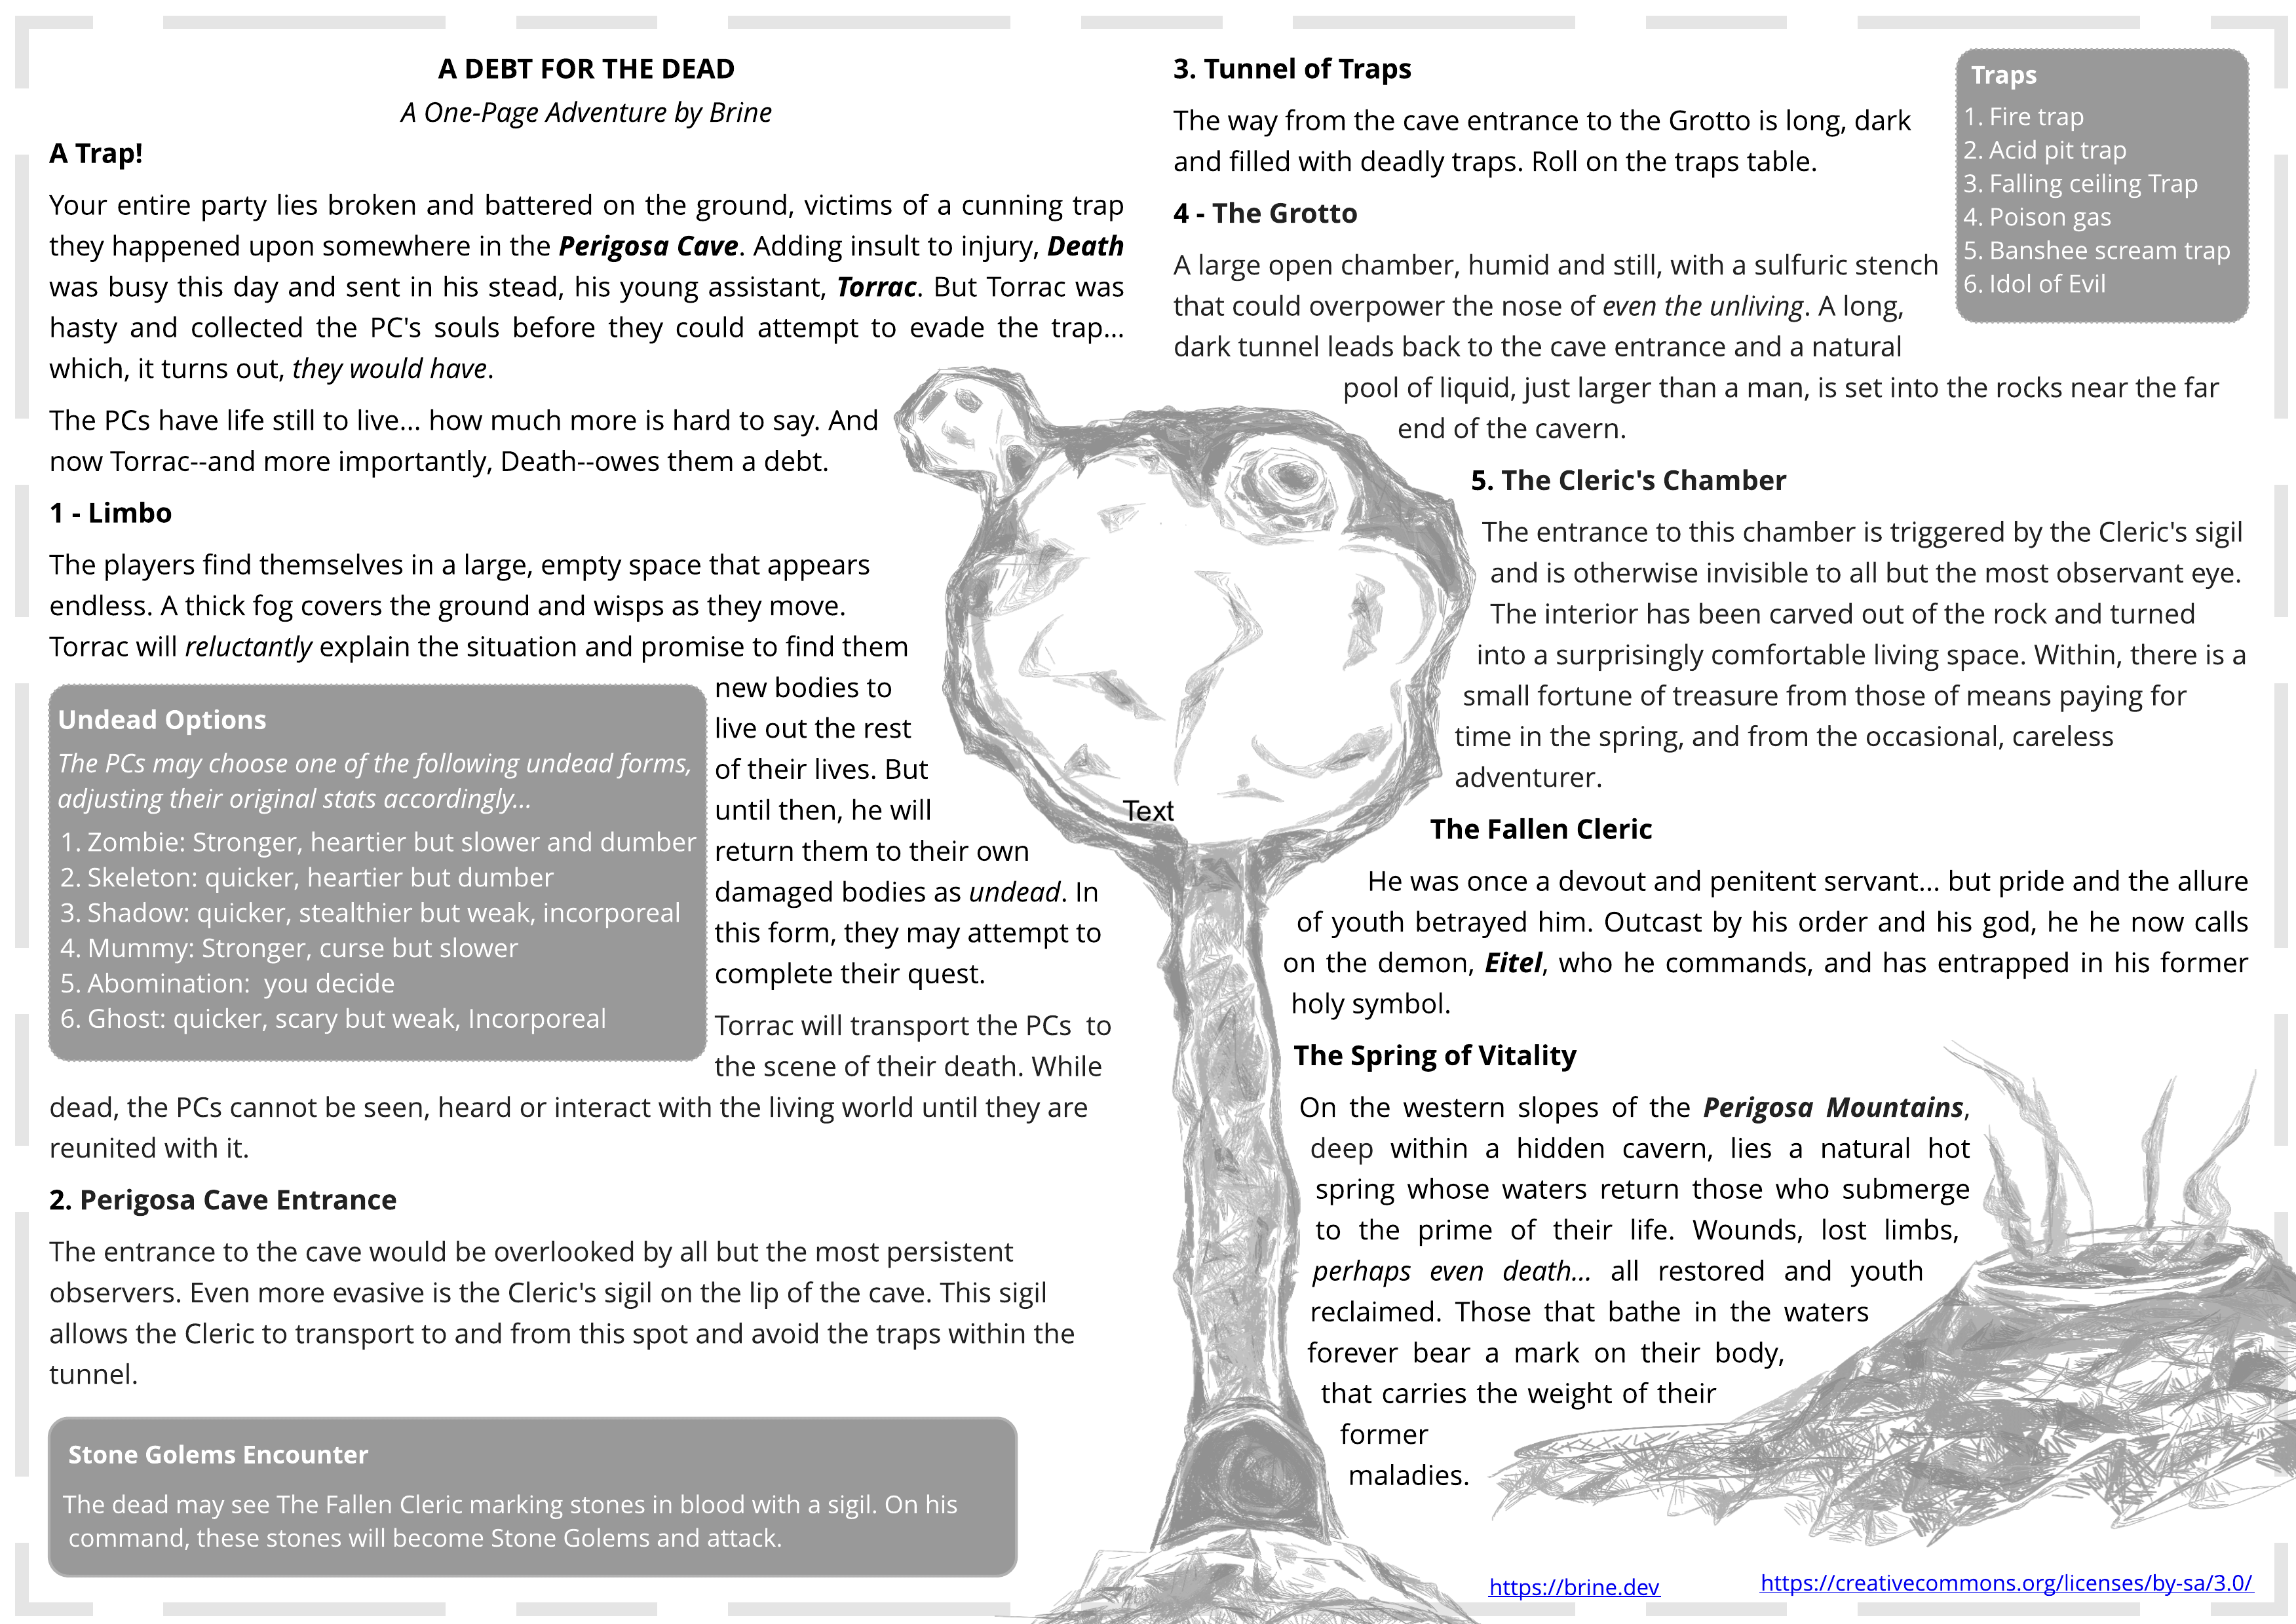 A DEBT FOR THE DEAD
A One-Page Adventure by Brine
A Trap!
Your entire party lies broken and battered on the ground, victims of a cunning trap
they happened upon somewhere in the Perigosa Cave. Adding insult to injury, Death
was busy this day and sent in his stead, his young assistant, Torrac. But Torrac was
hasty and collected the PC's souls before they could attempt to evade the trap...
which, it turns out, they would have.
The PCs have life still to live... how much more is hard to say. And
now Torrac--and more importantly, Death--owes them a debt.
1 - Limbo
The players find themselves in a large, empty space that appears
endless. A thick fog covers the ground and wisps as they move.
Torrac will reluctantly explain the situation and promise to find them
new bodies to
live out the rest
of their lives. But
until then, he will
return them to their own
damaged bodies as undead. In
this form, they may attempt to
complete their quest.
Torrac will transport the PCs  to
the scene of their death. While
dead, the PCs cannot be seen, heard or interact with the living world until they are
reunited with it.
Undead Options
The PCs may choose one of the following undead forms,
adjusting their original stats accordingly...
1. Zombie: Stronger, heartier but slower and dumber
2. Skeleton: quicker, heartier but dumber
3. Shadow: quicker, stealthier but weak, incorporeal
4. Mummy: Stronger, curse but slower
5. Abomination:  you decide
6. Ghost: quicker, scary but weak, Incorporeal
2. Perigosa Cave Entrance
The entrance to the cave would be overlooked by all but the most persistent
observers. Even more evasive is the Cleric's sigil on the lip of the cave. This sigil
allows the Cleric to transport to and from this spot and avoid the traps within the
tunnel.
Stone Golems Encounter
The dead may see The Fallen Cleric marking stones in blood with a sigil. On his
command, these stones will become Stone Golems and attack.
Text
3. Tunnel of Traps
The way from the cave entrance to the Grotto is long, dark
and filled with deadly traps. Roll on the traps table.
Traps
1. Fire trap
2. Acid pit trap
3. Falling ceiling Trap
4. Poison gas
5. Banshee scream trap
6. Idol of Evil
4 - The Grotto
A large open chamber, humid and still, with a sulfuric stench
that could overpower the nose of even the unliving. A long,
dark tunnel leads back to the cave entrance and a natural
pool of liquid, just larger than a man, is set into the rocks near the far
end of the cavern.
5. The Cleric's Chamber
The entrance to this chamber is triggered by the Cleric's sigil
and is otherwise invisible to all but the most observant eye.
The interior has been carved out of the rock and turned
into a surprisingly comfortable living space. Within, there is a
small fortune of treasure from those of means paying for
time in the spring, and from the occasional, careless
adventurer.
The Fallen Cleric
He was once a devout and penitent servant... but pride and the allure
of youth betrayed him. Outcast by his order and his god, he he now calls
on the demon, Eitel, who he commands, and has entrapped in his former
holy symbol.
The Spring of Vitality
On the western slopes of the Perigosa Mountains,
deep within a hidden cavern, lies a natural hot
spring whose waters return those who submerge
to the prime of their life. Wounds, lost limbs,
perhaps even death... all restored and youth
reclaimed. Those that bathe in the waters
forever bear a mark on their body,
that carries the weight of their
former
maladies.
https://brine.dev
https://creativecommons.org/licenses/by-sa/3.0/